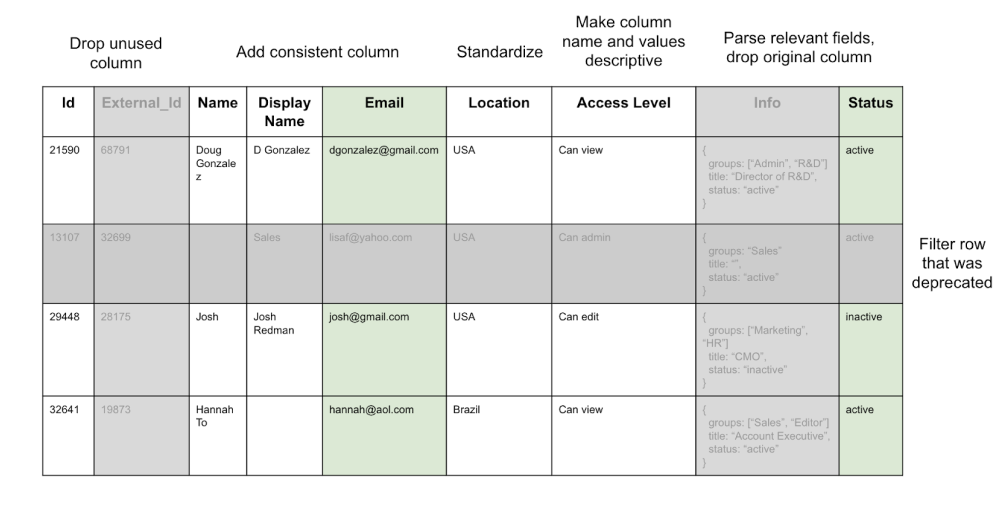 Drop unused
column
Add consistent column
Standardize
Make column
name and values
descriptive
Parse relevant fields,
drop original column
Id
External_Id
Name
Display
Name
Email
Location
Access Level
Info
Status
21590
68791
Doug
Gonzale
z
D Gonzalez
dgonzalez@gmail.com
USA
Can view
{
groups: ["Admin", “R&D”]
title: “Director of R&D”,
status: “active”
}
active
13107
32699
Sales
lisaf@yahoo.com
USA
Can admin
{
groups: “Sales”
title: “”,
status: “active”
}
active
Filter row
that was
deprecated
29448
28175
Josh
Josh
Redman
josh@gmail.com
USA
Can edit
{
groups: [“Marketing”,
“HR”]
title: “CMO”,
status: “inactive”
}
inactive
32641
19873
Hannah
To
hannah@aol.com
Brazil
Can view
{
groups: [“Sales”, “Editor”]
title: “Account Executive”,
status: “active”
}
active